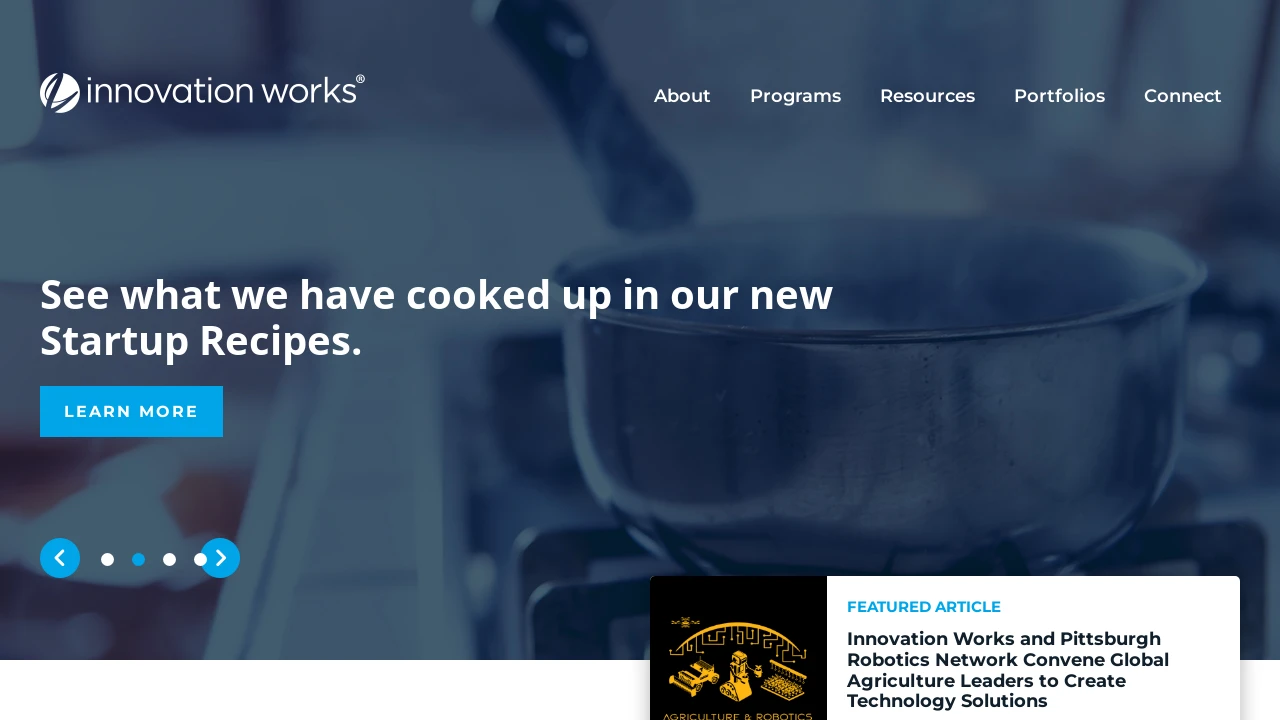 innovation works®
About
Programs
Resources
Portfolios
Connect
See what we have cooked up in our new
Startup Recipes.
LEARN MORE
FEATURED ARTICLE
Innovation Works and Pittsburgh
Robotics Network Convene Global
Agriculture Leaders to Create
Technology Solutions
AGRICULTURE & ROBOTICS